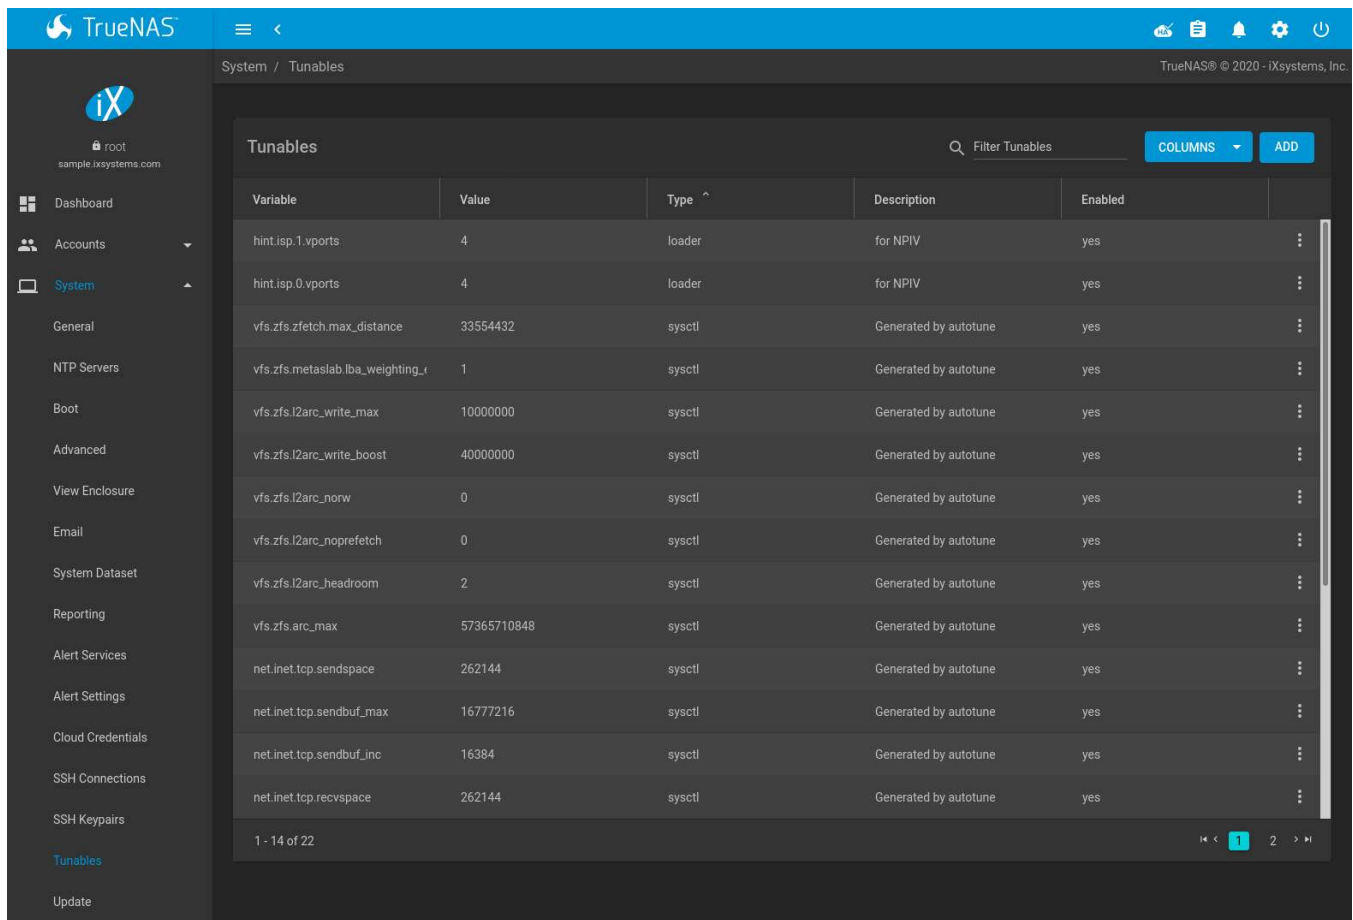 TrueNAS™
HA
System / Tunables
TrueNAS® © 2020 - iXsystems, Inc.
iX
root
sample.ixsystems.com
Dashboard
Accounts
System
General
NTP Servers
Boot
Advanced
View Enclosure
Email
System Dataset
Reporting
Alert Services
Alert Settings
Cloud Credentials
SSH Connections
SSH Keypairs
Tunables
Update
Tunables
Filter Tunables
COLUMNS
ADD
Variable Value Type Description Enabled
hint.isp.1.vports 4 loader for NPIV yes
hint.isp.0.vports 4 loader for NPIV yes
vfs.zfs.zfetch.max_distance 33554432 sysctl Generated by autotune yes
vfs.zfs.metaslab.lba_weighting_ 1 sysctl Generated by autotune yes
vfs.zfs.l2arc_write_max 10000000 sysctl Generated by autotune yes
vfs.zfs.l2arc_write_boost 40000000 sysctl Generated by autotune yes
vfs.zfs.l2arc_norw 0 sysctl Generated by autotune yes
vfs.zfs.l2arc_noprefetch 0 sysctl Generated by autotune yes
vfs.zfs.l2arc_headroom 2 sysctl Generated by autotune yes
vfs.zfs.arc_max 57365710848 sysctl Generated by autotune yes
net.inet.tcp.sendspace 262144 sysctl Generated by autotune yes
net.inet.tcp.sendbuf_max 16777216 sysctl Generated by autotune yes
net.inet.tcp.sendbuf_inc 16384 sysctl Generated by autotune yes
net.inet.tcp.recvspace 262144 sysctl Generated by autotune yes
1 - 14 of 22
1 2